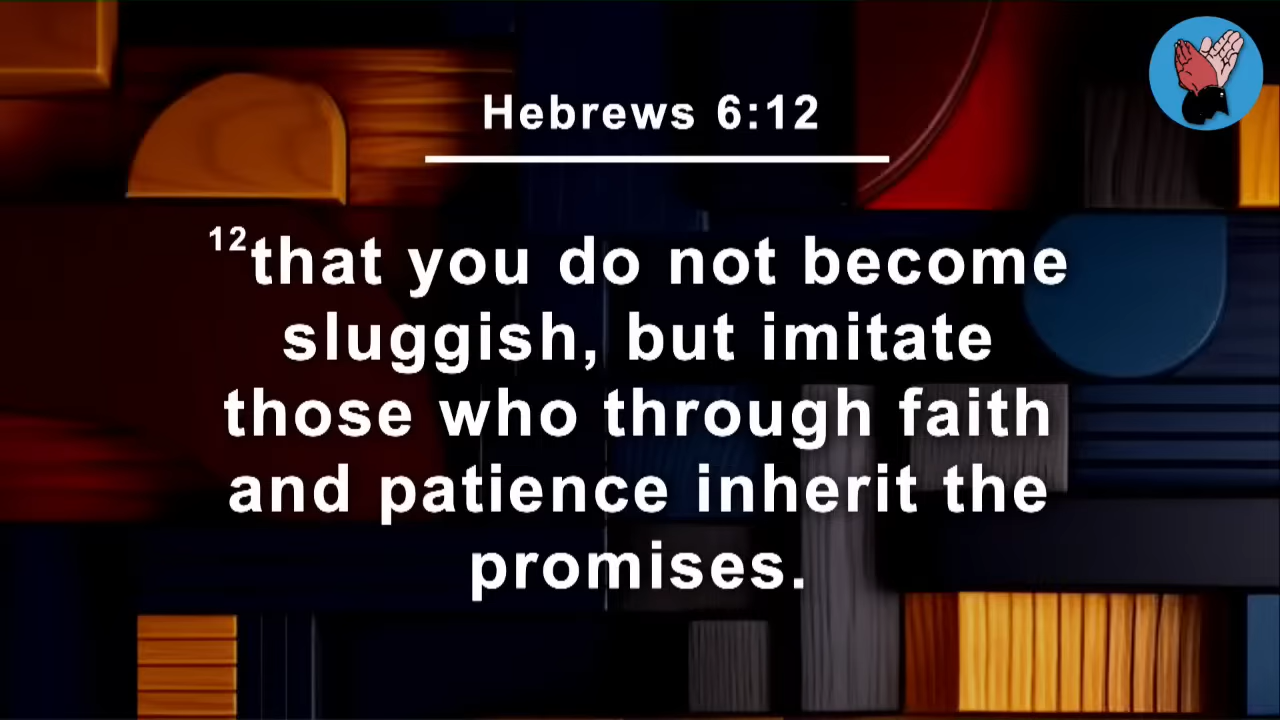 Hebrews 6:12
12that you do not become
sluggish, but imitate
those who through faith
and patience inherit the
promises.